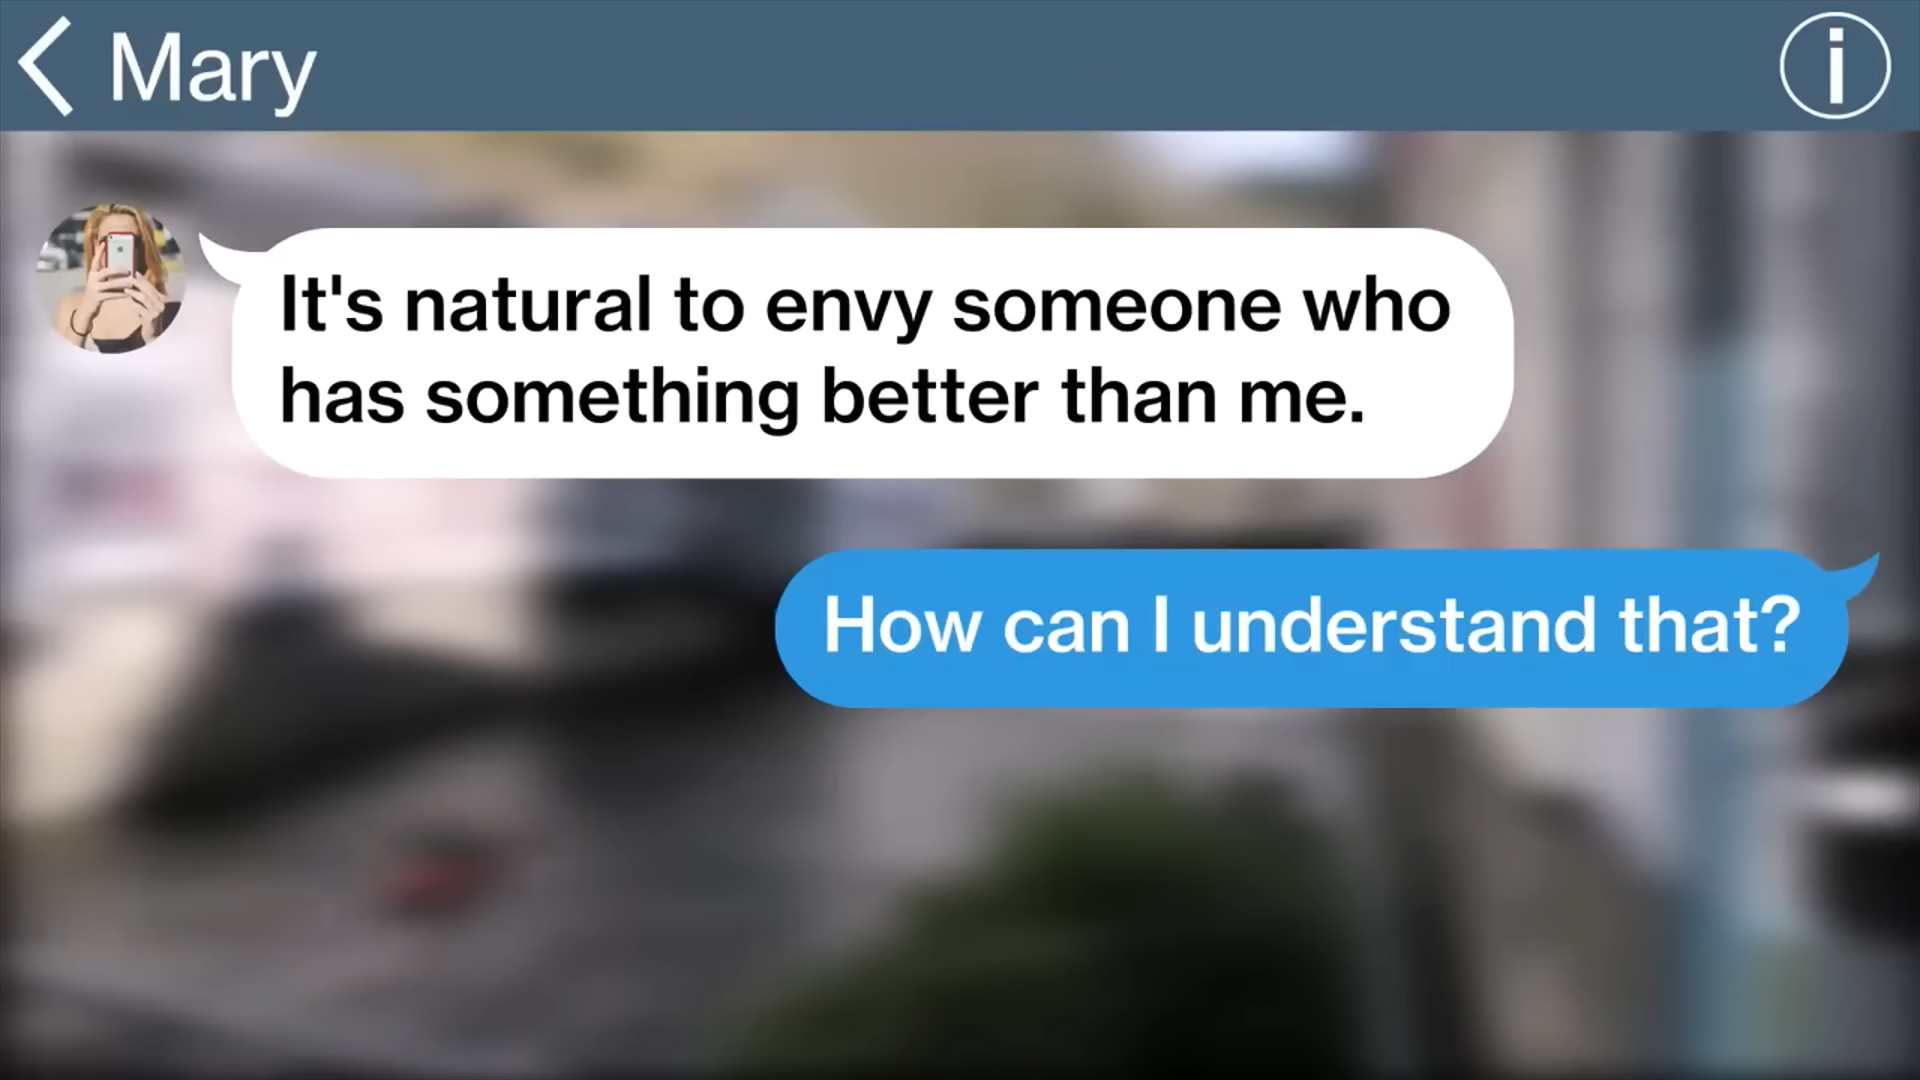 Mary
It's natural to envy someone who
has something better than me.
How can I understand that?